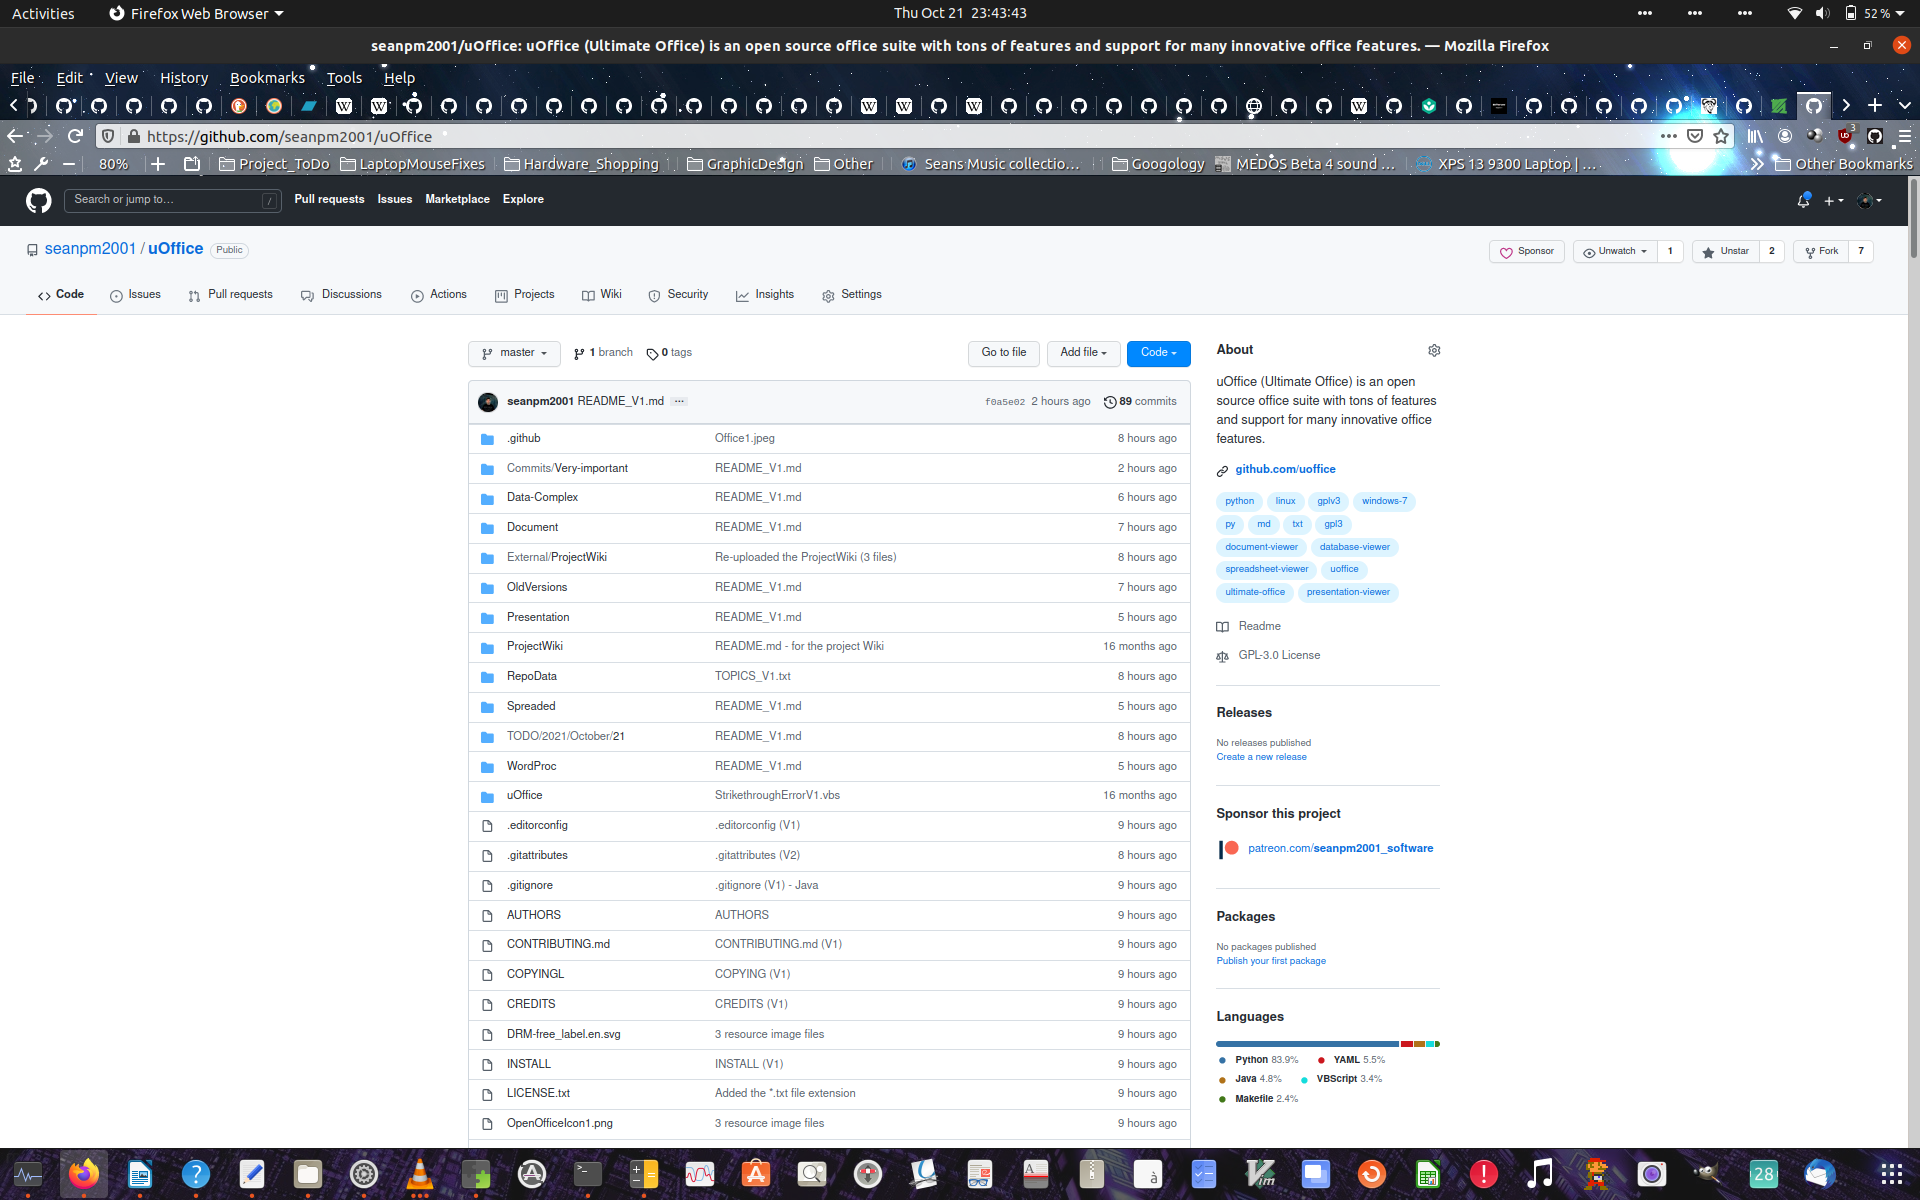 Activities Firefox Web Browser Thu Oct 21 23:43:43 52 %
seanpm2001/uOffice: uOffice (Ultimate Office) is an open source office suite with tons of features and support for many innovative office features. — Mozilla Firefox
File Edit View History Bookmarks Tools Help
https://github.com/seanpm2001/uOffice 3
80% Project_ToDo LaptopMouseFixes Hardware_Shopping GraphicDesign Other Seans Music collectio... Googology MEDOS Beta 4 sound ... XPS 13 9300 Laptop | ... Other Bookmarks
Search or jump to... / Pull requests Issues Marketplace Explore
seanpm2001 / uOffice Public Sponsor Unwatch 1 Unstar 2 Fork 7
Code Issues Pull requests Discussions Actions Projects Wiki Security Insights Settings
master 1 branch 0 tags Go to file Add file Code
seanpm2001 README_V1.md ... f0a5e02 2 hours ago 89 commits
.github Office1.jpeg 8 hours ago
Commits/Very-important README_V1.md 2 hours ago
Data-Complex README_V1.md 6 hours ago
Document README_V1.md 7 hours ago
External/ProjectWiki Re-uploaded the ProjectWiki (3 files) 8 hours ago
OldVersions README_V1.md 7 hours ago
Presentation README_V1.md 5 hours ago
ProjectWiki README.md - for the project Wiki 16 months ago
RepoData TOPICS_V1.txt 8 hours ago
Spreaded README_V1.md 5 hours ago
TODO/2021/October/21 README_V1.md 8 hours ago
WordProc README_V1.md 5 hours ago
uOffice StrikethroughErrorV1.vbs 16 months ago
.editorconfig .editorconfig (V1) 9 hours ago
.gitattributes .gitattributes (V2) 8 hours ago
.gitignore .gitignore (V1) - Java 9 hours ago
AUTHORS AUTHORS 9 hours ago
CONTRIBUTING.md CONTRIBUTING.md (V1) 9 hours ago
COPYINGL COPYING (V1) 9 hours ago
CREDITS CREDITS (V1) 9 hours ago
DRM-free_label.en.svg 3 resource image files 9 hours ago
INSTALL INSTALL (V1) 9 hours ago
LICENSE.txt Added the *.txt file extension 9 hours ago
OpenOfficeIcon1.png 3 resource image files 9 hours ago
About
uOffice (Ultimate Office) is an open
source office suite with tons of features
and support for many innovative office
features.
github.com/uoffice
python linux gplv3 windows-7
py md txt gpl3
document-viewer database-viewer
spreadsheet-viewer uoffice
ultimate-office presentation-viewer
Readme
GPL-3.0 License
Releases
No releases published
Create a new release
Sponsor this project
patreon.com/seanpm2001_software
Packages
No packages published
Publish your first package
Languages
Python 83.9% YAML 5.5%
Java 4.8% VBScript 3.4%
Makefile 2.4%
28